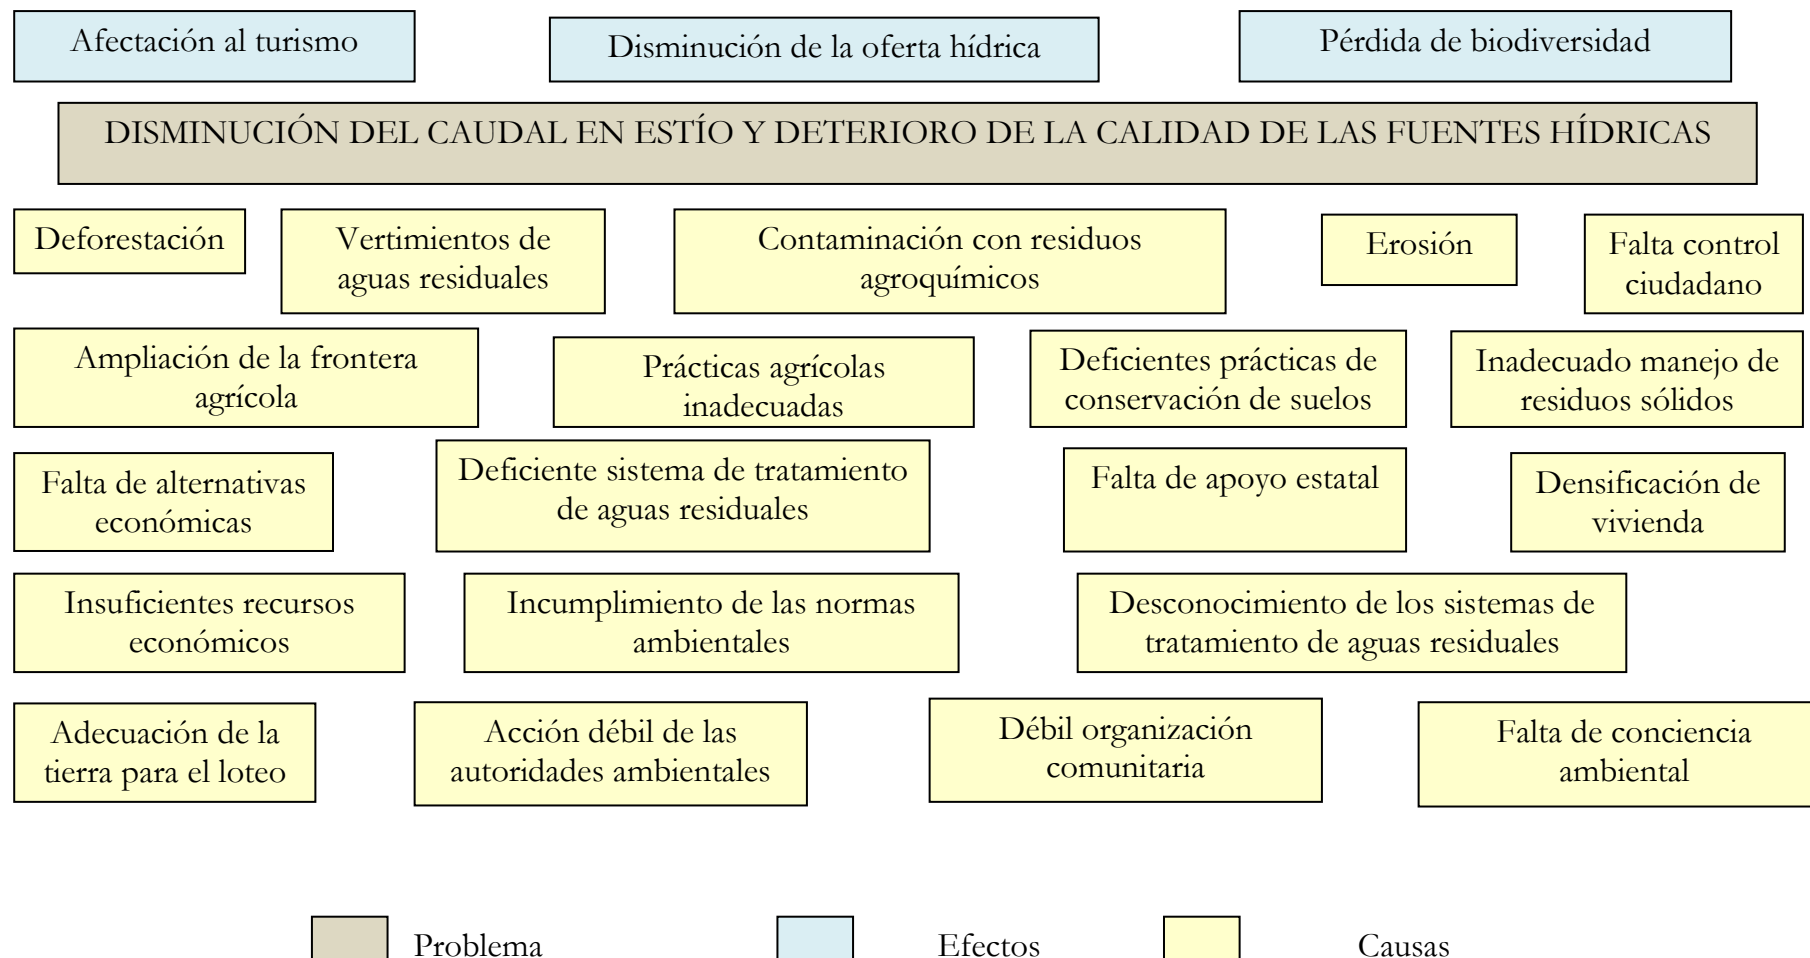 Afectación al turismo
Disminución de la oferta hídrica
Pérdida de biodiversidad
DISMINUCIÓN DEL CAUDAL EN ESTÍO Y DETERIORO DE LA CALIDAD DE LAS FUENTES HÍDRICAS
Deforestación
Vertimientos de
aguas residuales
Contaminación con residuos
agroquímicos
Erosión
Falta control
ciudadano
Ampliación de la frontera
agrícola
Prácticas agrícolas
inadecuadas
Deficientes prácticas de
conservación de suelos
Inadecuado manejo de
residuos sólidos
Falta de alternativas
económicas
Deficiente sistema de tratamiento
de aguas residuales
Falta de apoyo estatal
Densificación de
vivienda
Insuficientes recursos
económicos
Incumplimiento de las normas
ambientales
Desconocimiento de los sistemas de
tratamiento de aguas residuales
Adecuación de la
tierra para el loteo
Acción débil de las
autoridades ambientales
Débil organización
comunitaria
Falta de conciencia
ambiental
Problema
Efectos
Causas